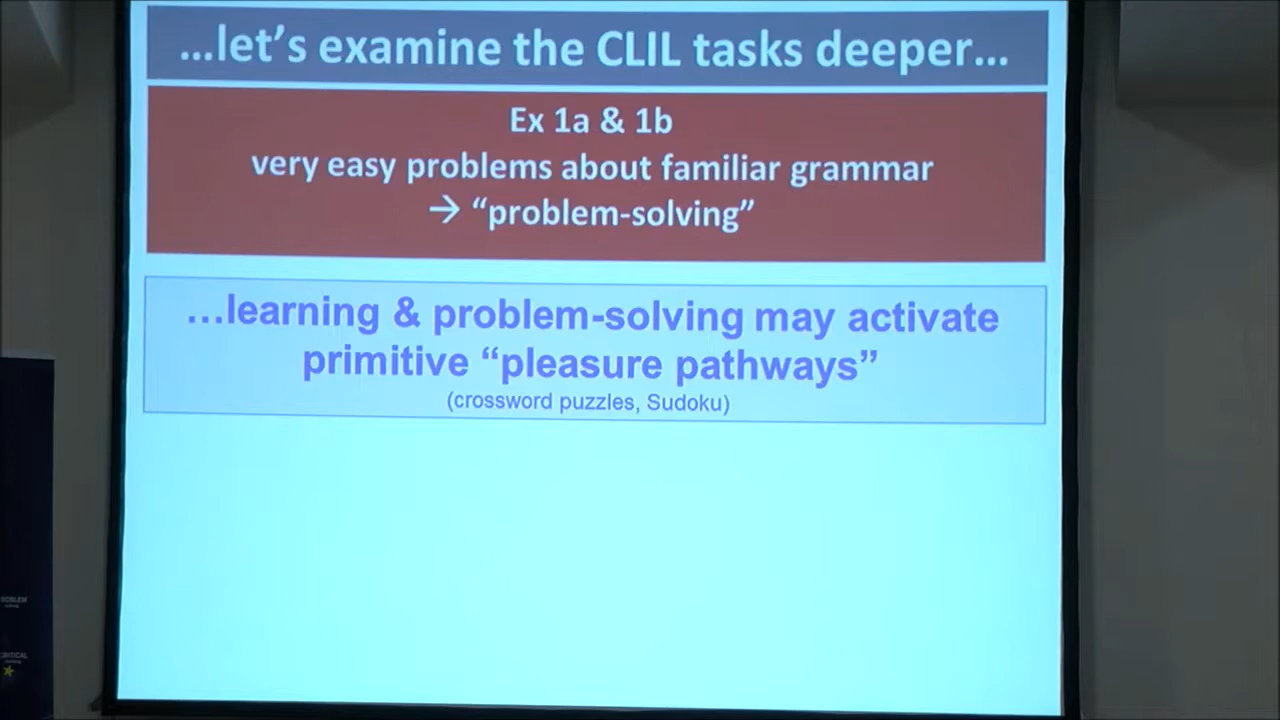 ...let's examine the CLIL tasks deeper...
Ex 1a & 1b
very easy problems about familiar grammar
→ “problem-solving”
...learning & problem-solving may activate
primitive “pleasure pathways”
(crossword puzzles, Sudoku)